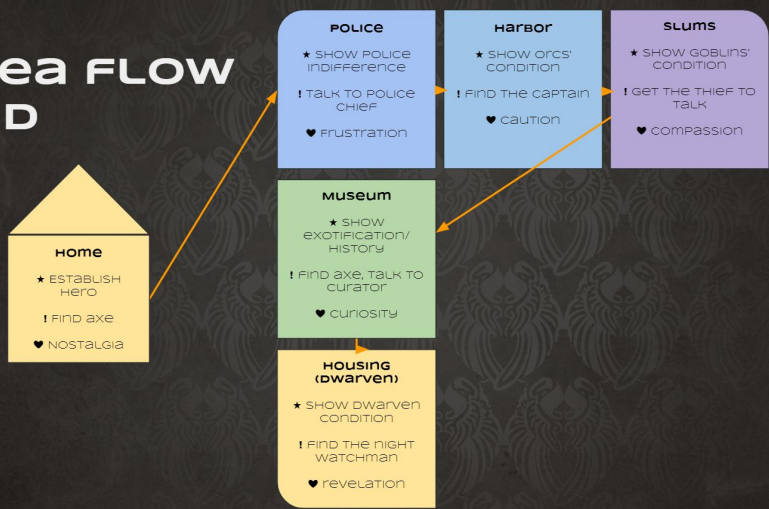 ea FLOW
D
HOME
★ ESTABLISH
HERO
! FIND AXE
♥ NOSTALGIA
POLICE
★ SHOW POLICE
INDIFFERENCE
! TALK TO POLICE
CHIEF
♥ FRUSTRATION
HARBOR
★ SHOW ORCS'
CONDITION
! FIND THE CAPTAIN
♥ CAUTION
SLUMS
★ SHOW GOBLINS'
CONDITION
! GET THE THIEF TO
TALK
♥ COMPASSION
MUSEUM
★ SHOW
EXOTIFICATION/
HISTORY
! FIND AXE, TALK TO
CURATOR
♥ CURIOSITY
HOUSING
(DWARVEN)
★ SHOW DWARVEN
CONDITION
! FIND THE NIGHT
WATCHMAN
♥ REVELATION